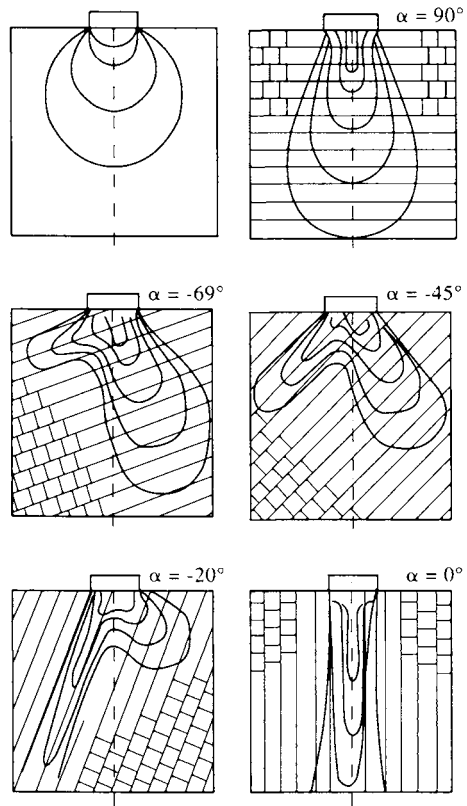 α = 90°
α = -69°
α = -45°
α = -20°
α = 0°